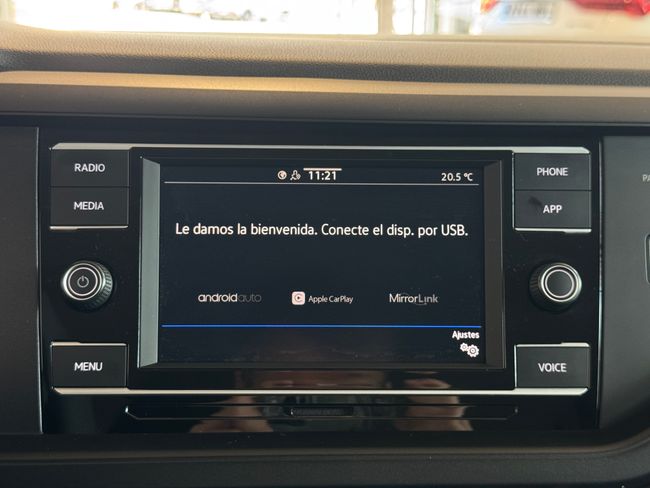 11:21
20.5 °C
RADIO
PHONE
MEDIA
APP
Le damos la bienvenida. Conecte el disp. por USB.
androidauto
Apple CarPlay
MirrorLink
Ajustes
MENU
VOICE